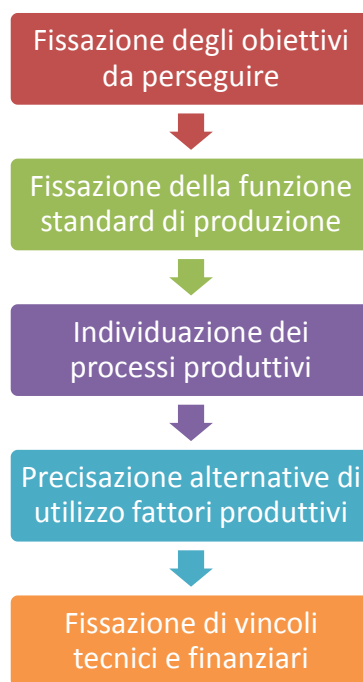 Fissazione degli obiettivi
da perseguire
Fissazione della funzione
standard di produzione
Individuazione dei
processi produttivi
Precisazione alternative di
utilizzo fattori produttivi
Fissazione di vincoli
tecnici e finanziari